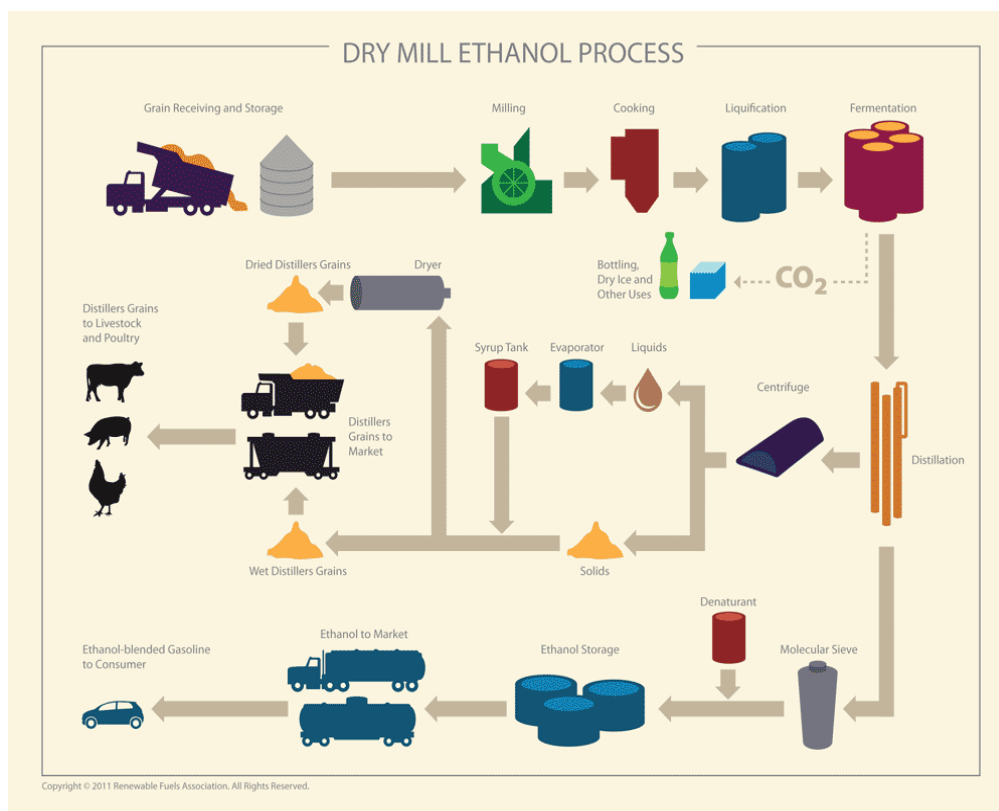 DRY MILL ETHANOL PROCESS
Grain Receiving and Storage
Milling
Cooking
Liquification
Fermentation
Bottling,
Dry Ice and
Other Uses
CO2
Dried Distillers Grains
Dryer
Distillers Grains
to Livestock
and Poultry
Syrup Tank
Evaporator
Liquids
Centrifuge
Distillers
Grains to
Market
Distillation
Wet Distillers Grains
Solids
Denaturant
Ethanol-blended Gasoline
to Consumer
Ethanol to Market
Ethanol Storage
Molecular Sieve
Copyright © 2011 Renewable Fuels Association. All Rights Reserved.